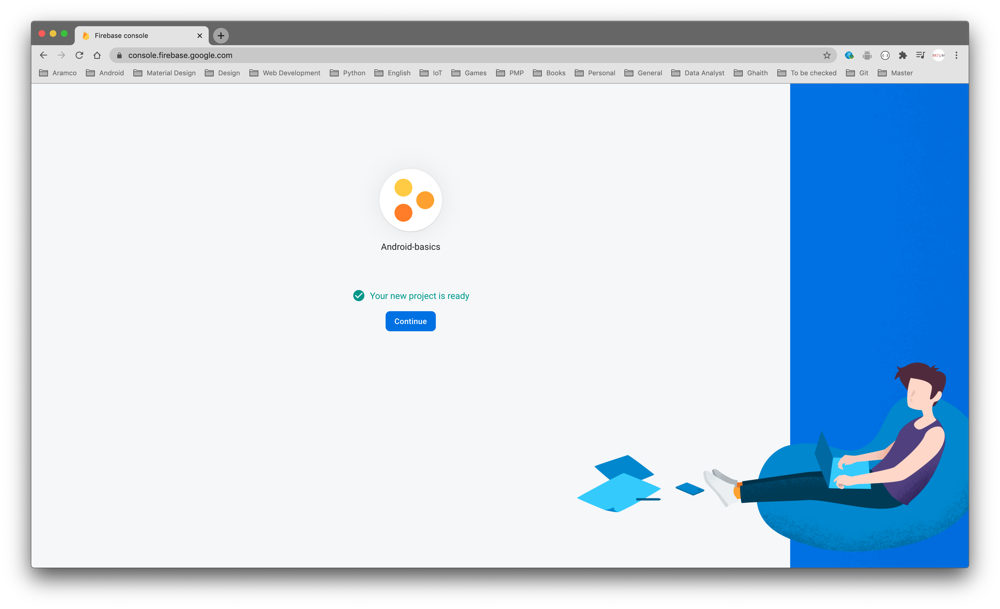 Firebase console
console.firebase.google.com
DATUM
Aramco Android Material Design Design Web Development Python English IoT Games PMP Books Personal General Data Analyst Ghaith To be checked Git Master
Android-basics
Your new project is ready
Continue